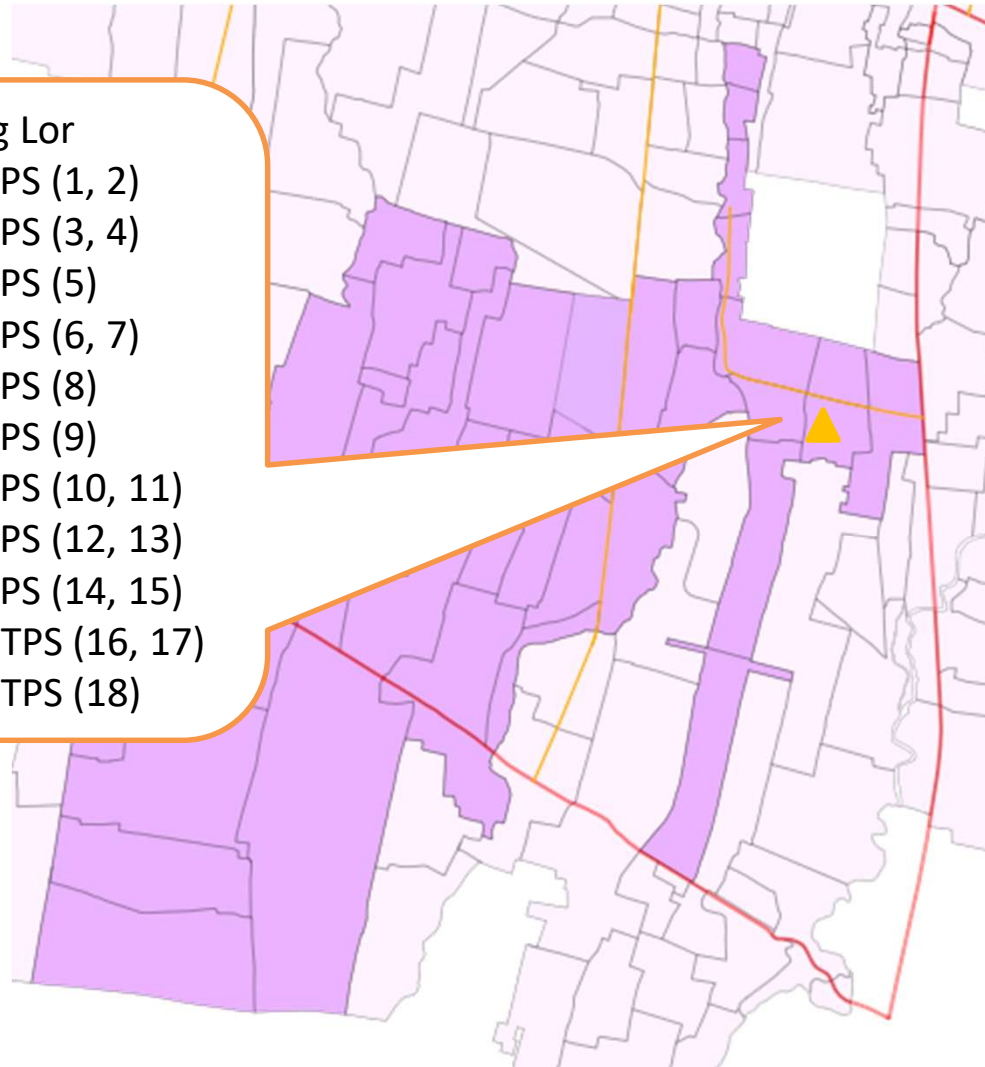 g Lor
PS (1, 2)
PS (3, 4)
PS (5)
PS (6, 7)
PS (8)
PS (9)
PS (10, 11)
PS (12, 13)
PS (14, 15)
TPS (16, 17)
TPS (18)